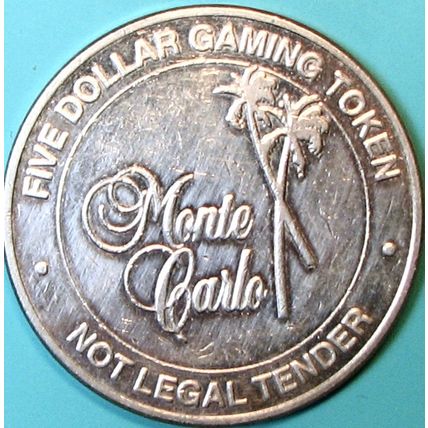 FIVE DOLLAR GAMING TOKEN
Monte
Carlo
NOT LEGAL TENDER